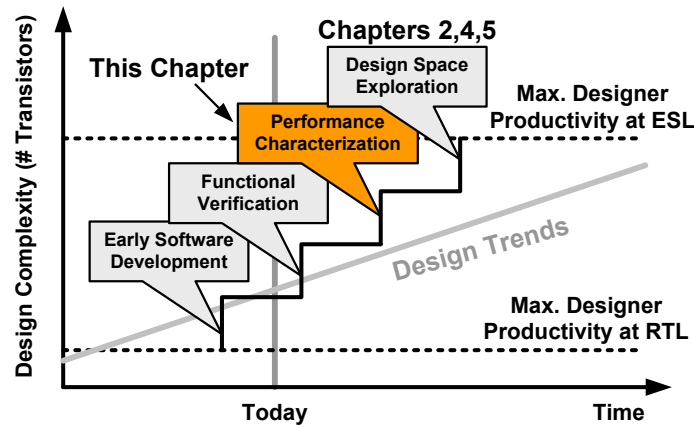 Chapters 2,4,5
This Chapter
Design Space
Exploration
Max. Designer
Productivity at ESL
Performance
Characterization
Functional
Verification
Early Software
Development
Design Trends
Max. Designer
Productivity at RTL
Design Complexity (# Transistors)
Today
Time